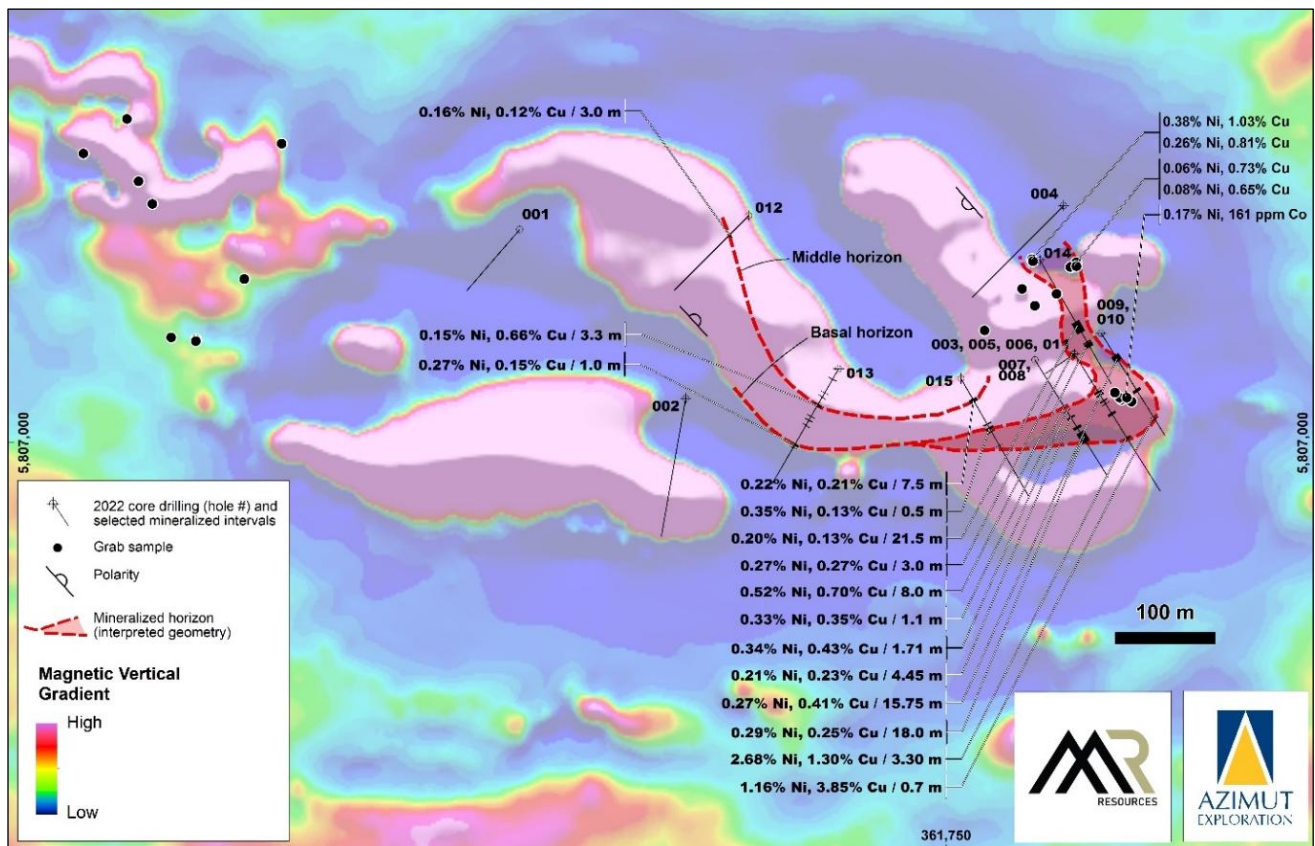 0.16% Ni, 0.12% Cu / 3.0 m
0.38% Ni, 1.03% Cu
0.26% Ni, 0.81% Cu
0.06% Ni, 0.73% Cu
0.08% Ni, 0.65% Cu
0.17% Ni, 161 ppm Co
004
001
012
Middle horizon
014
009,
010
Basal horizon
0.15% Ni, 0.66% Cu / 3.3 m
003, 005, 006, 01
007,
008
0.27% Ni, 0.15% Cu / 1.0 m
013
015
002
5,807,000
5,807,000
0.22% Ni, 0.21% Cu / 7.5 m
0.35% Ni, 0.13% Cu / 0.5 m
0.20% Ni, 0.13% Cu / 21.5 m
0.27% Ni, 0.27% Cu / 3.0 m
0.52% Ni, 0.70% Cu / 8.0 m
0.33% Ni, 0.35% Cu / 1.1 m
0.34% Ni, 0.43% Cu / 1.71 m
0.21% Ni, 0.23% Cu / 4.45 m
0.27% Ni, 0.41% Cu / 15.75 m
0.29% Ni, 0.25% Cu / 18.0 m
2.68% Ni, 1.30% Cu / 3.30 m
1.16% Ni, 3.85% Cu / 0.7 m
2022 core drilling (hole #) and
selected mineralized intervals
Grab sample
Polarity
Mineralized horizon
(interpreted geometry)
Magnetic Vertical
Gradient
High
Low
100 m
361,750
RESOURCES
AZIMUT
EXPLORATION